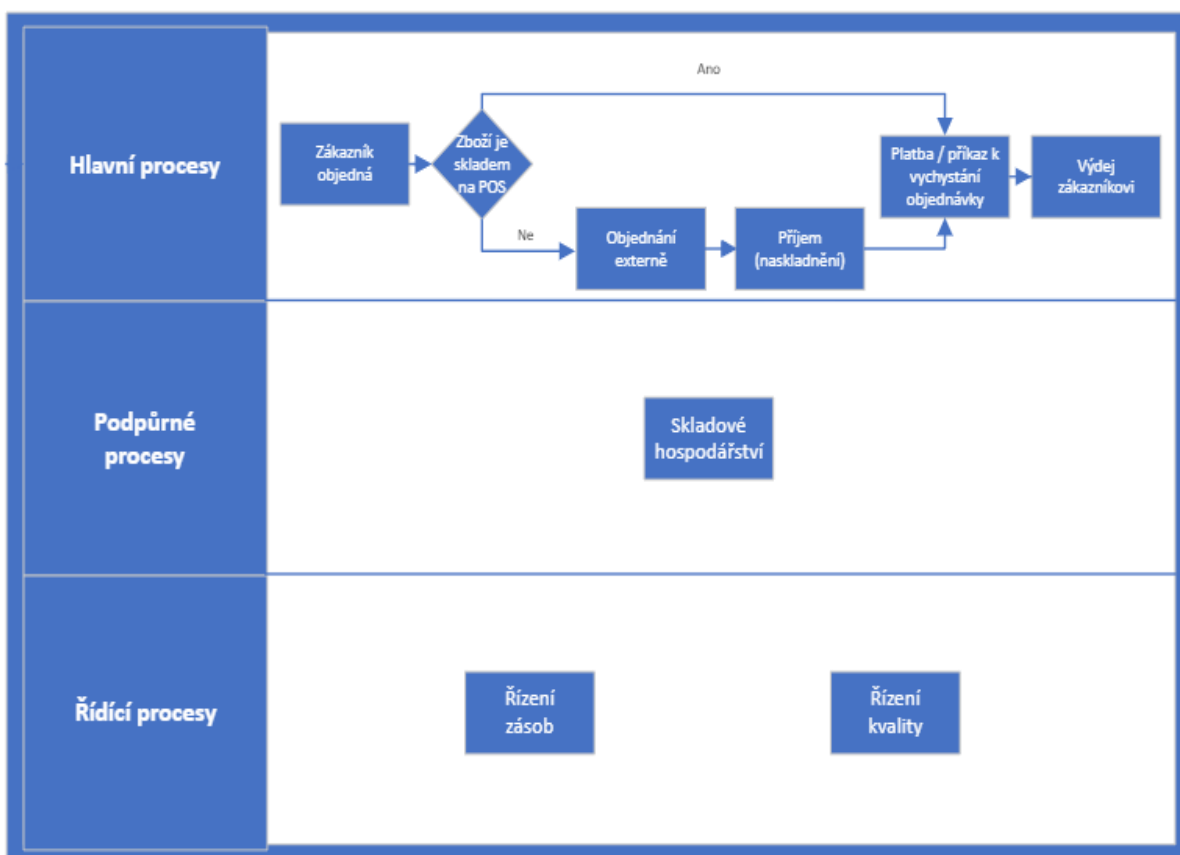 Hlavní procesy
Ano
Zákazník
objedná
Zboží je
skladem
na POS
Ne
Objednání
externě
Příjem
(naskladnění)
Platba / příkaz k
vychystání
objednávky
Výdej
zákazníkovi
Podpůrné
procesy
Skladové
hospodářství
Řídící procesy
Řízení
zásob
Řízení
kvality